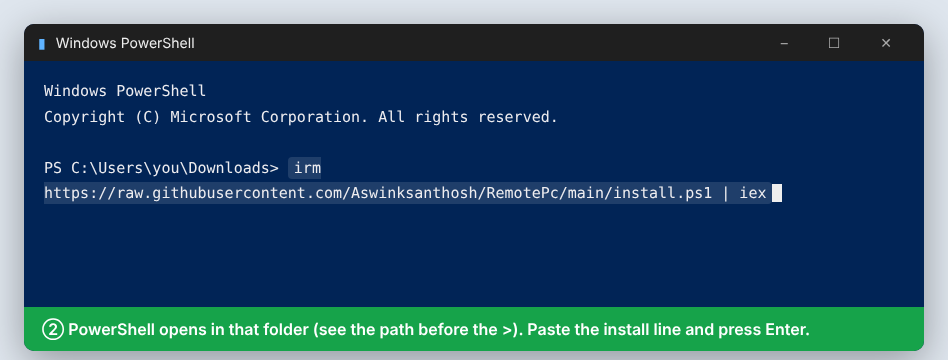 Windows PowerShell
Windows PowerShell
Copyright (C) Microsoft Corporation. All rights reserved.
PS C:\Users\you\Downloads> irm
https://raw.githubusercontent.com/Aswinksanthosh/RemotePc/main/install.ps1 | iex
② PowerShell opens in that folder (see the path before the >). Paste the install line and press Enter.